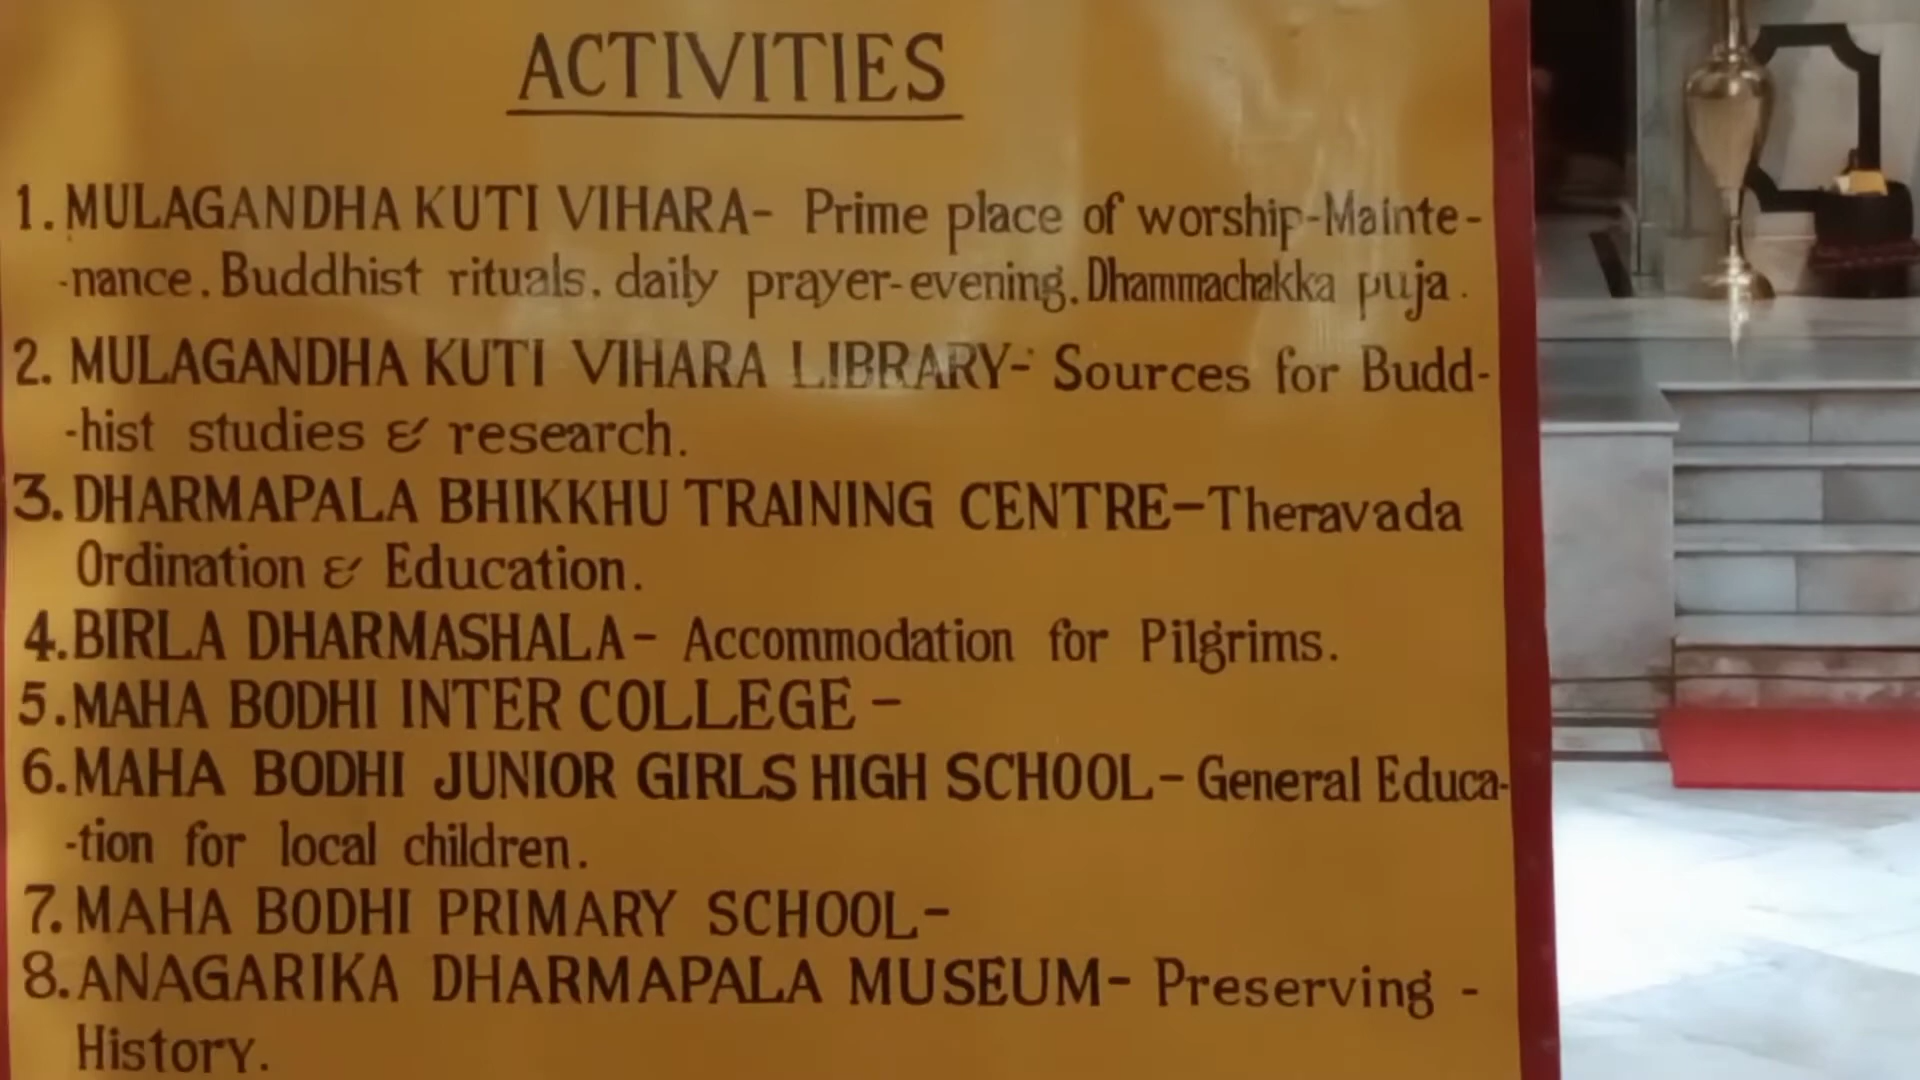 ACTIVITIES
1. MULAGANDHA KUTI VIHARA- Prime place of worship-Mainte-
-nance. Buddhist rituals. daily prayer-evening. Dhammachakka puja.
2. MULAGANDHA KUTI VIHARA LIBRARY- Sources for Budd-
-hist studies & research.
3. DHARMAPALA BHIKKHU TRAINING CENTRE-Theravada
Ordination & Education.
4. BIRLA DHARMASHALA- Accommodation for Pilgrims.
5. MAHA BODHI INTER COLLEGE -
6. MAHA BODHI JUNIOR GIRLS HIGH SCHOOL- General Educa-
-tion for local children.
7. MAHA BODHI PRIMARY SCHOOL-
8. ANAGARIKA DHARMAPALA MUSEUM- Preserving -
History.